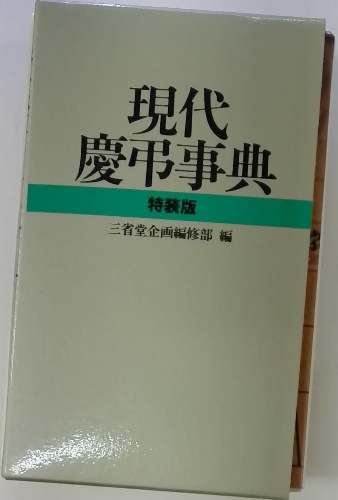 現代
慶弔事典
特装版
三省堂企画編修部 編